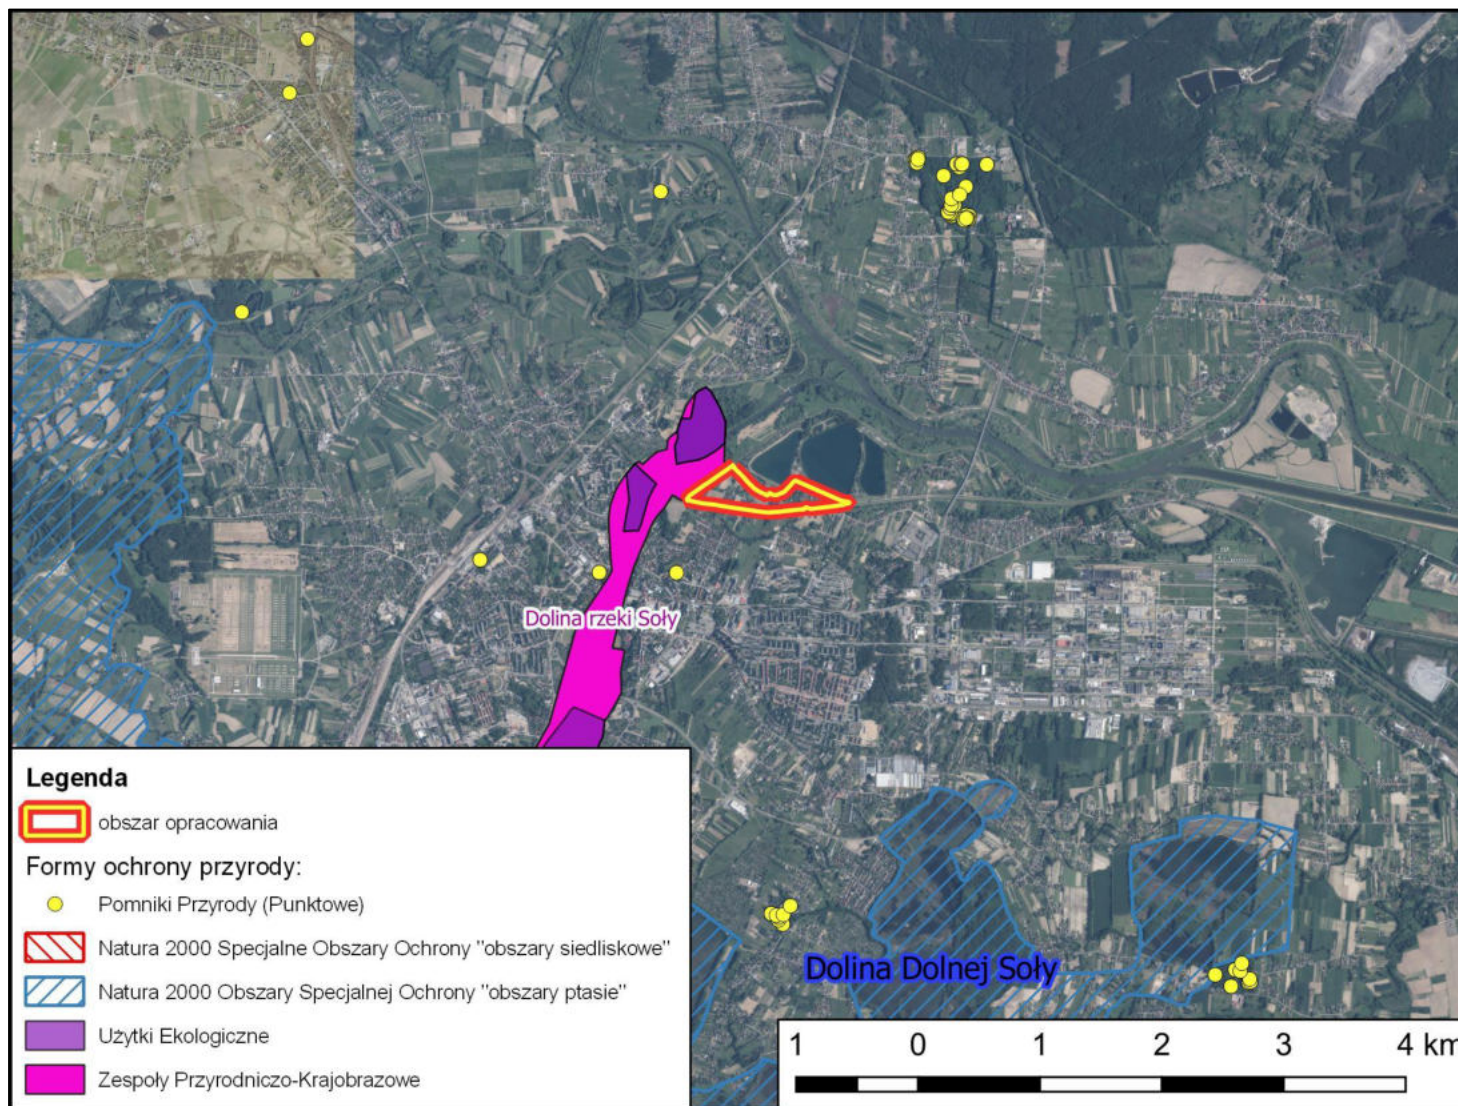 Dolina rzeki Soły
Legenda
obszar opracowania
Formy ochrony przyrody:
Pomniki Przyrody (Punktowe)
Natura 2000 Specjalne Obszary Ochrony "obszary siedliskowe"
Natura 2000 Obszary Specjalnej Ochrony "obszary ptasie"
Użytki Ekologiczne
Zespoły Przyrodniczo-Krajobrazowe
Dolina Dolnej Soły
1 0 1 2 3 4 km